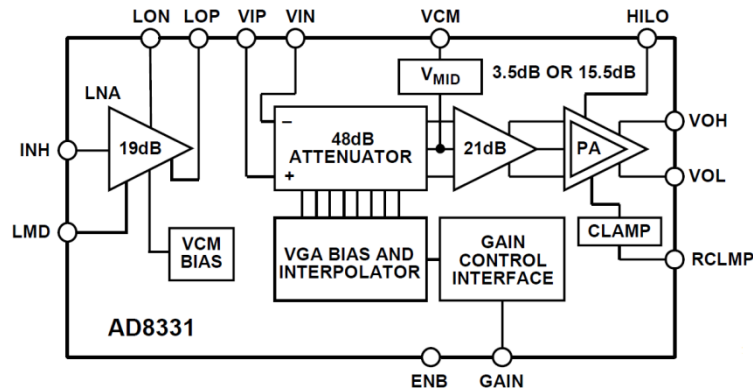 LON LOP VIP VIN VCM HILO
V_MID
3.5dB OR 15.5dB
LNA
INH
19dB
–
48dB
ATTENUATOR
+
21dB
PA
VOH
VOL
LMD
VCM
BIAS
VGA BIAS AND
INTERPOLATOR
GAIN
CONTROL
INTERFACE
CLAMP
RCLMP
AD8331
ENB GAIN